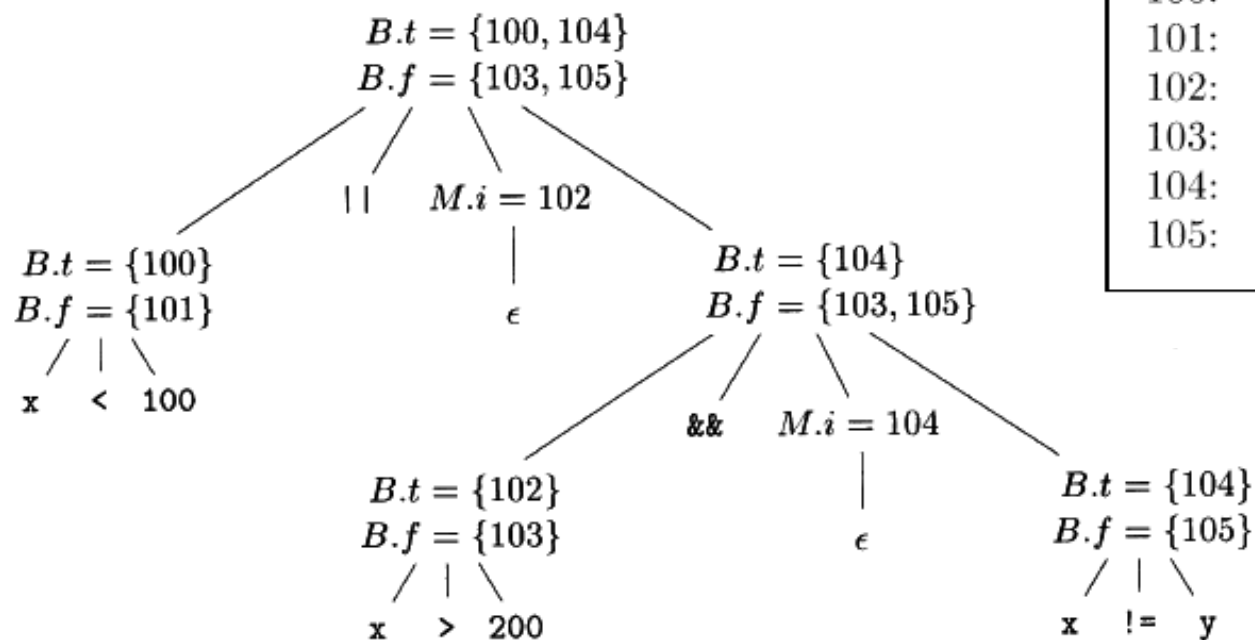 B.t = {100, 104}
B.f = {103, 105}
|| M.i = 102
ϵ
B.t = {100}
B.f = {101}
x < 100
B.t = {104}
B.f = {103, 105}
&& M.i = 104
ϵ
B.t = {102}
B.f = {103}
x > 200
B.t = {104}
B.f = {105}
x != y
101:
102:
103:
104:
105: